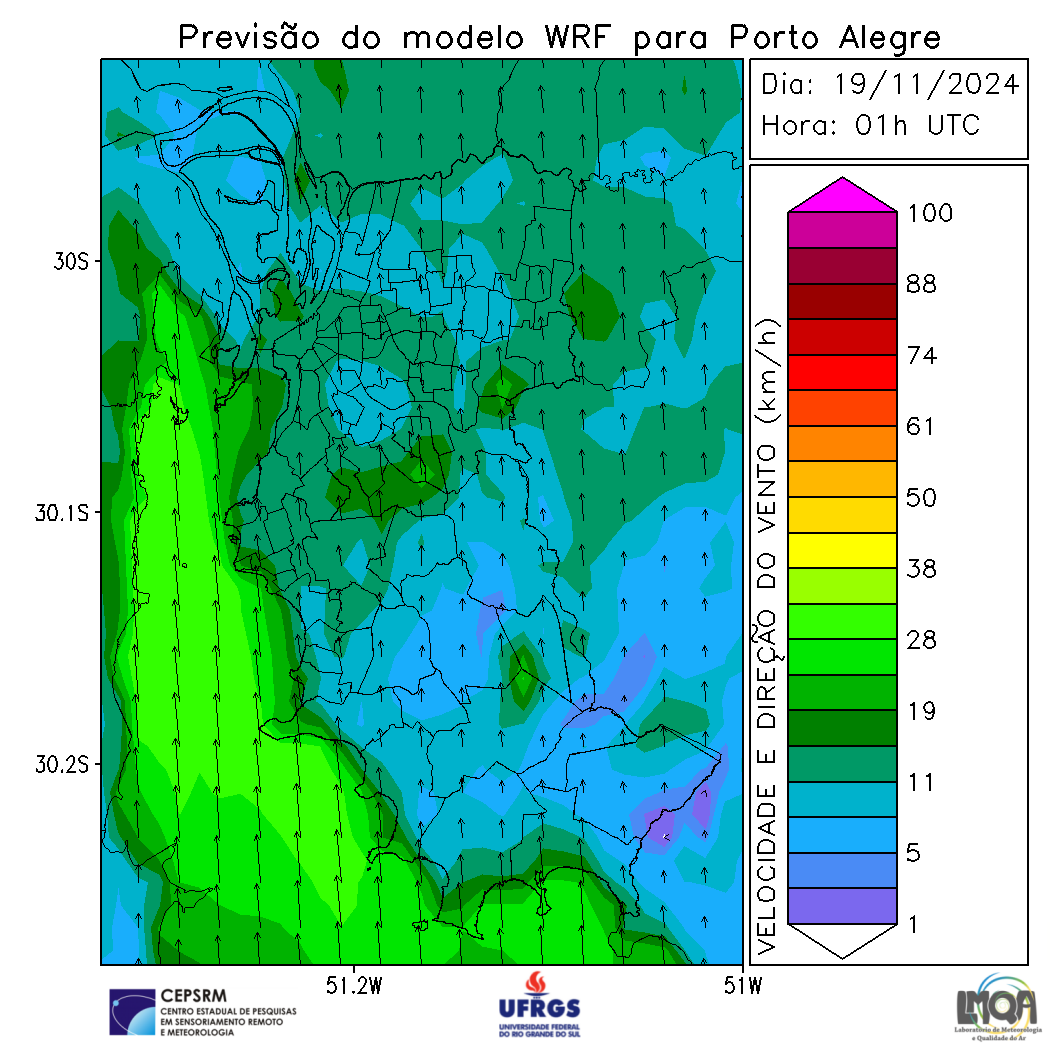 Previsão do modelo WRF para Porto Alegre
Dia: 19/11/2024
Hora: 01h UTC
30S
30.1S
30.2S
51.2W
51W
VELOCIDADE E DIREÇÃO DO VENTO (km/h)
100
88
74
61
50
38
28
19
11
5
1
CEPSRM
CENTRO ESTADUAL DE PESQUISAS
EM SENSORIAMENTO REMOTO
E METEOROLOGIA
UFRGS
UNIVERSIDADE FEDERAL
DO RIO GRANDE DO SUL
LMQA
Laboratório de Meteorologia
e Qualidade do Ar